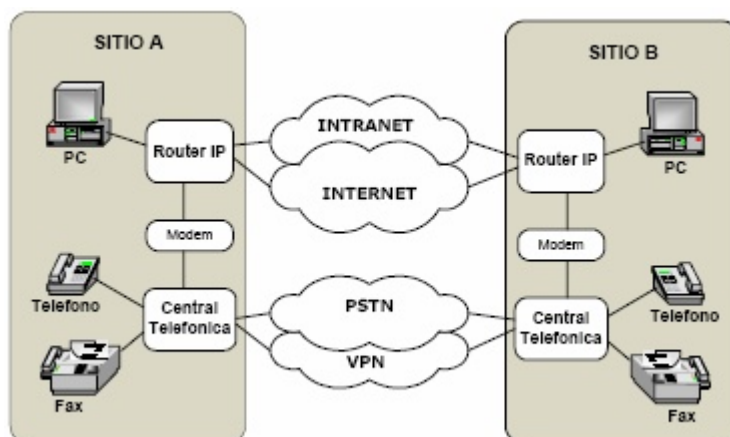 SITIO A
PC
Router IP
Modem
Telefono
Central
Telefonica
Fax
INTRANET
INTERNET
PSTN
VPN
SITIO B
Router IP
PC
Modem
Central
Telefonica
Telefono
Fax